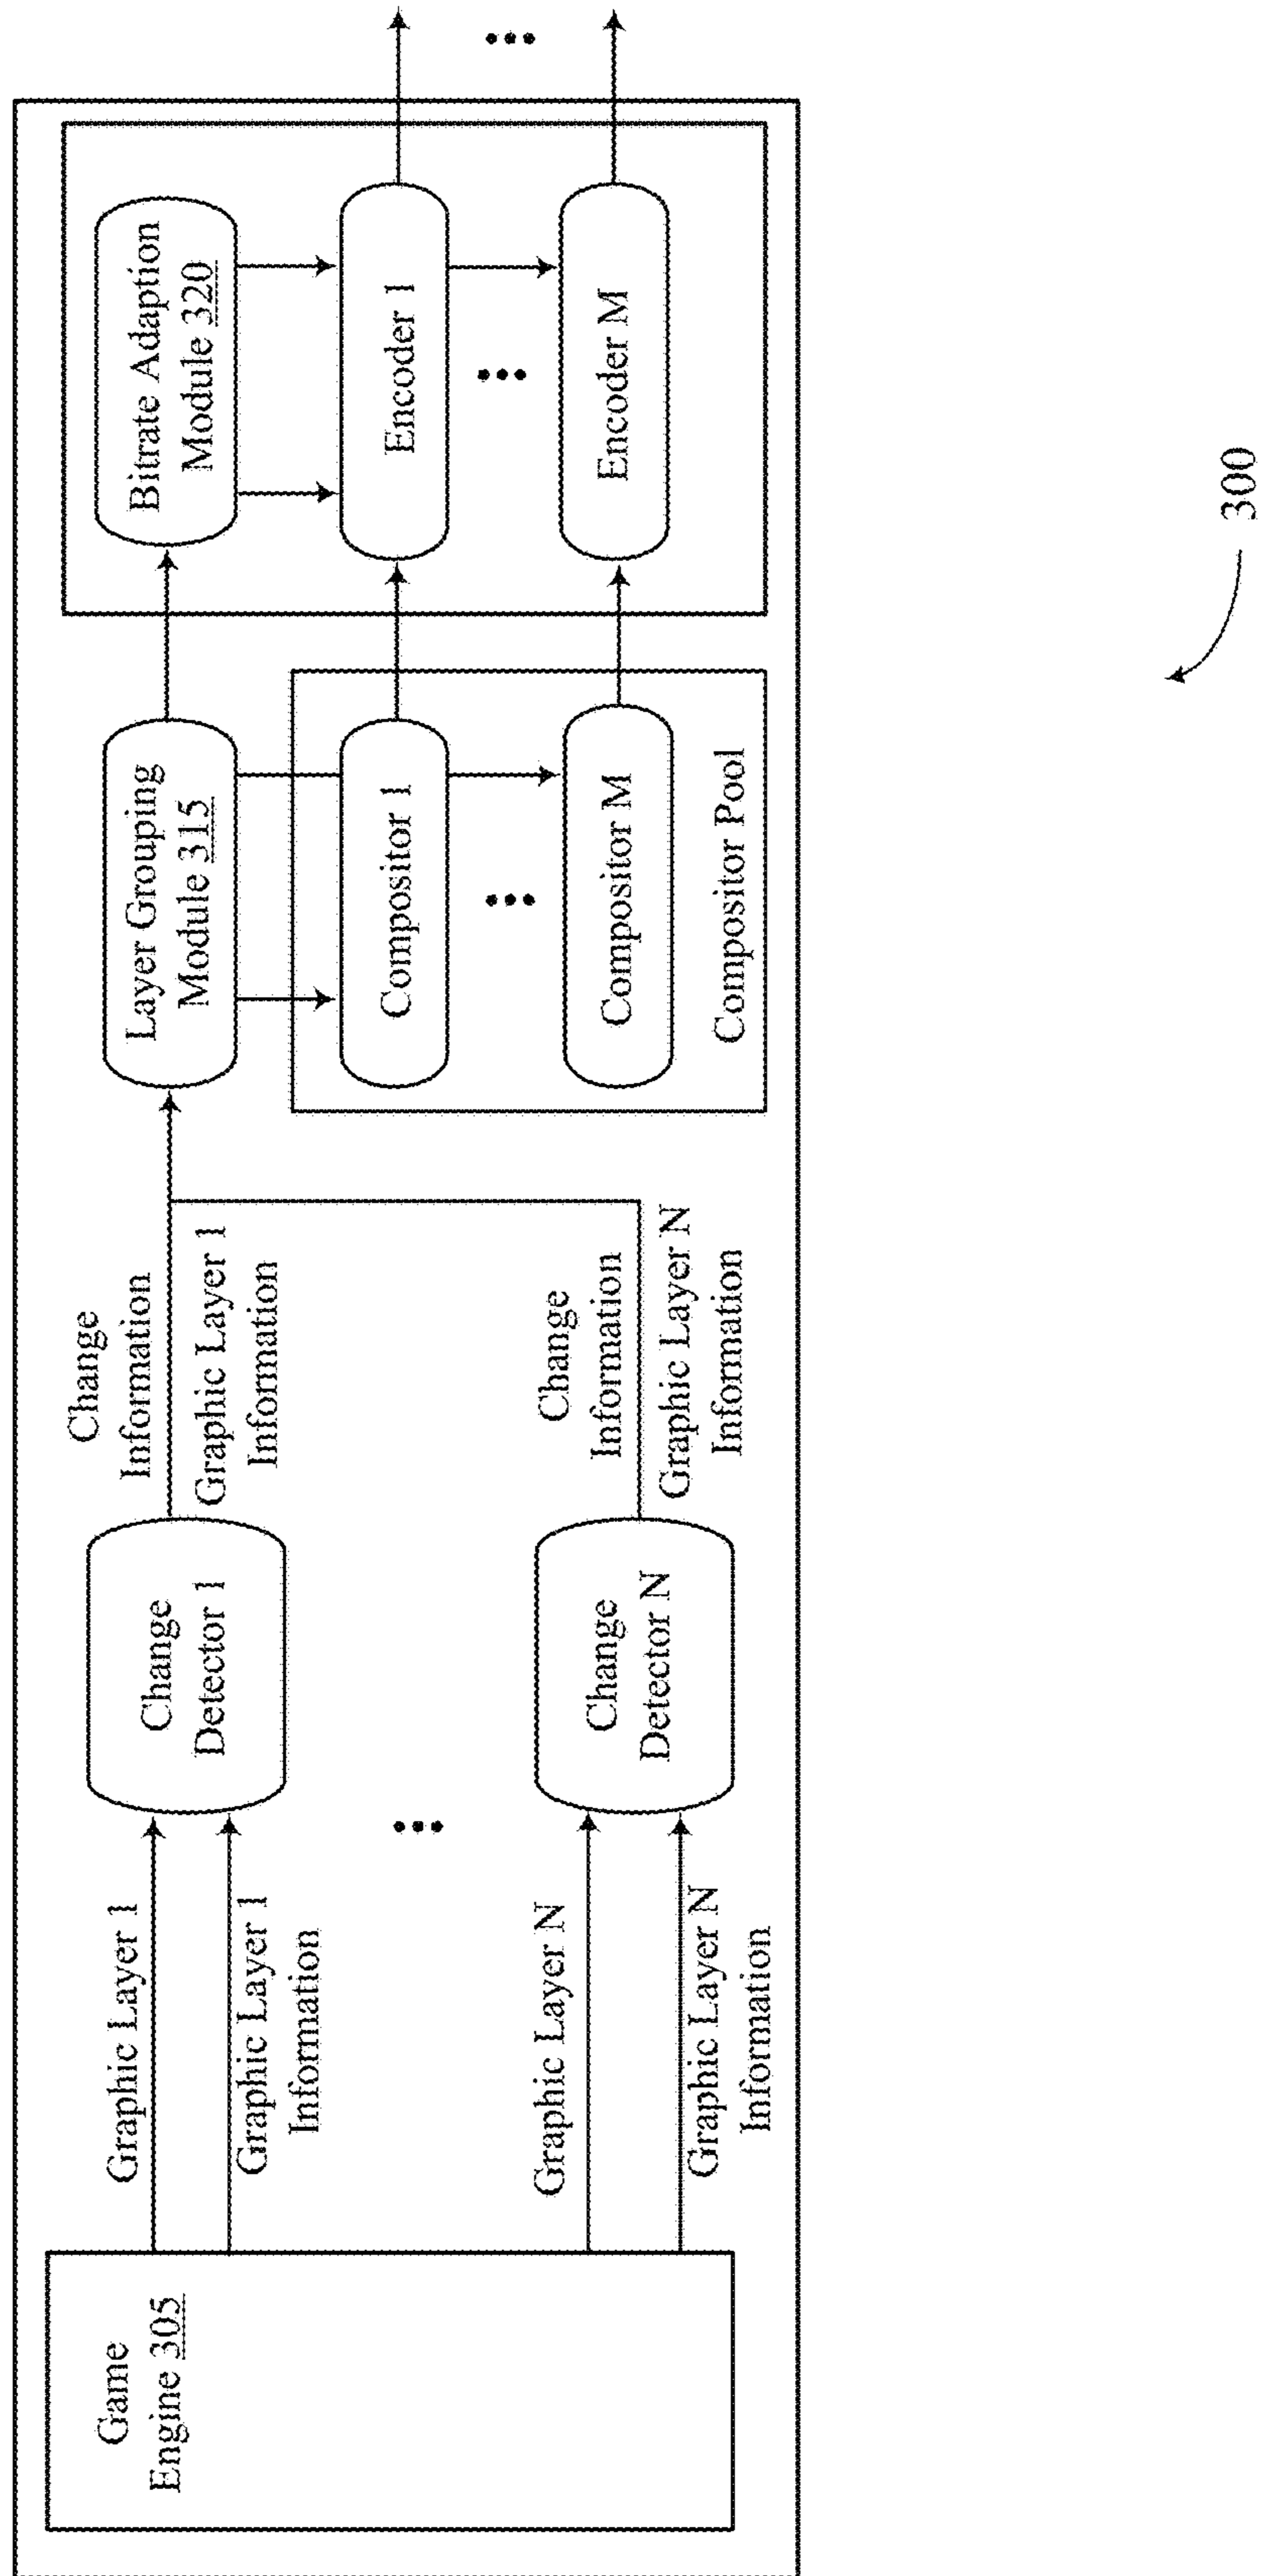 Game
Engine 305
Graphic Layer 1
Graphic Layer 1
Information
Graphic Layer N
Graphic Layer N
Information
Change
Detector 1
Change
Detector N
Change
Information
Graphic Layer 1
Information
Change
Information
Graphic Layer N
Information
Layer Grouping
Module 315
Compositor 1
Compositor M
Compositor Pool
Bitrate Adaption
Module 320
Encoder 1
Encoder M
300